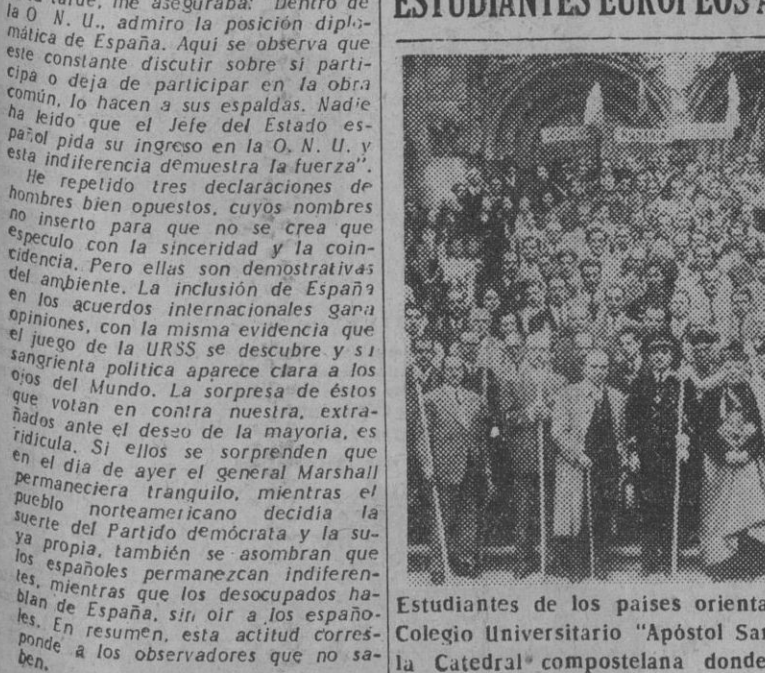 la tarde, me aseguraba: "Dentro de
la O. N. U., admiro la posición diplo-
mática de España. Aquí se observa que
este constante discutir sobre si parti-
cipa o deja de participar en la obra
común, lo hacen a sus espaldas. Nadie
ha leído que el Jefe del Estado es-
pañol pida su ingreso en la O. N. U. y
esta indiferencia demuestra la fuerza".
He repetido tres declaraciones de
hombres bien opuestos, cuyos nombres
no inserto para que no se crea que
especulo con la sinceridad y la coin-
cidencia. Pero ellas son demostrativas
del ambiente. La inclusión de España
en los acuerdos internacionales gana
opiniones, con la misma evidencia que
el juego de la URSS se descubre y su
sangrienta política aparece clara a los
ojos del Mundo. La sorpresa de éstos
que votan en contra nuestra, extra-
ñados ante el deseo de la mayoría, es
ridícula. Si ellos se sorprenden que
en el día de ayer el general Marshall
permaneciera tranquilo, mientras el
pueblo norteamericano decidía la
suerte del Partido demócrata y la su-
ya propia, también se asombran que
los españoles permanezcan indiferen-
tes, mientras que los desocupados ha-
blan de España, sin oir a los españo-
les. En resumen, esta actitud corres-
ponde a los observadores que no sa-
ben.
ESTUDIANTES EUROPEOS A
Estudiantes de los países orienta
Colegio Universitario "Apóstol San
la Catedral compostelana donde